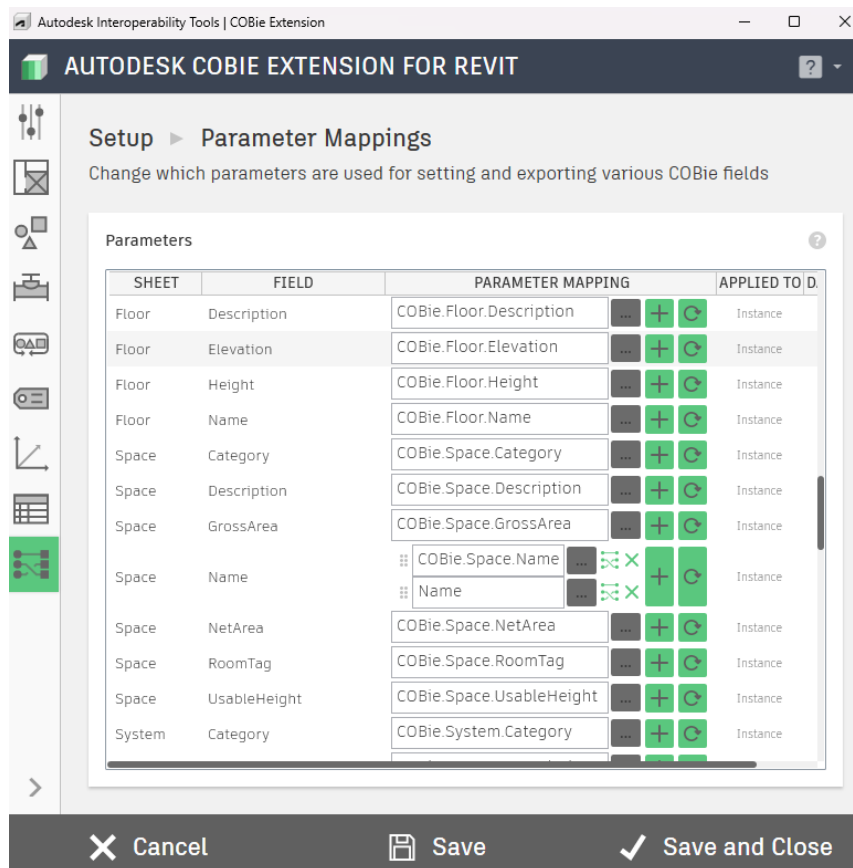 Autodesk Interoperability Tools | COBie Extension
AUTODESK COBIE EXTENSION FOR REVIT
?
Setup ▶ Parameter Mappings
Change which parameters are used for setting and exporting various COBie fields
Parameters
?
SHEET FIELD PARAMETER MAPPING APPLIED TO D
Floor Description COBie.Floor.Description ... + Instance
Floor Elevation COBie.Floor.Elevation ... + Instance
Floor Height COBie.Floor.Height ... + Instance
Floor Name COBie.Floor.Name ... + Instance
Space Category COBie.Space.Category ... + Instance
Space Description COBie.Space.Description ... + Instance
Space GrossArea COBie.Space.GrossArea ... + Instance
COBie.Space.Name ...
Space Name + Instance
Name ...
Space NetArea COBie.Space.NetArea ... + Instance
Space RoomTag COBie.Space.RoomTag ... + Instance
Space UsableHeight COBie.Space.UsableHeight ... + Instance
System Category COBie.System.Category ... + Instance
Cancel Save Save and Close